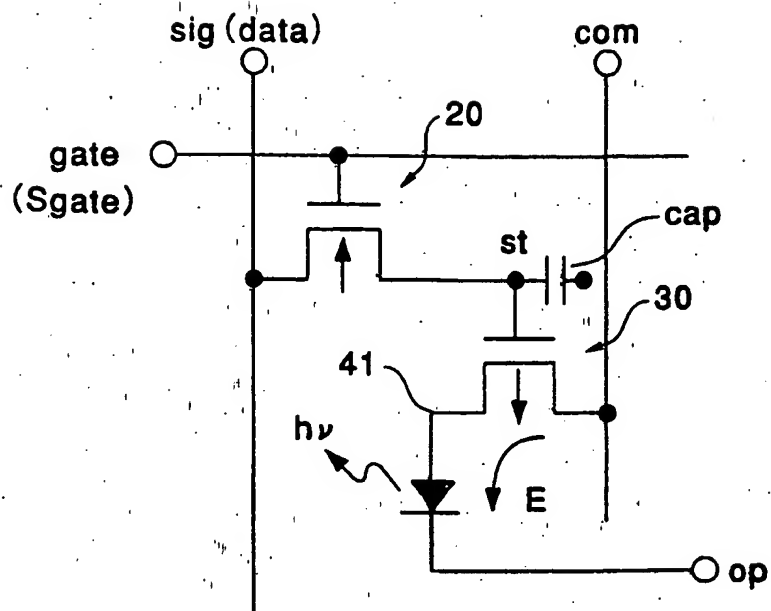 sig (data)
com
20
gate
(Sgate)
cap
st
30
41
hν
E
op